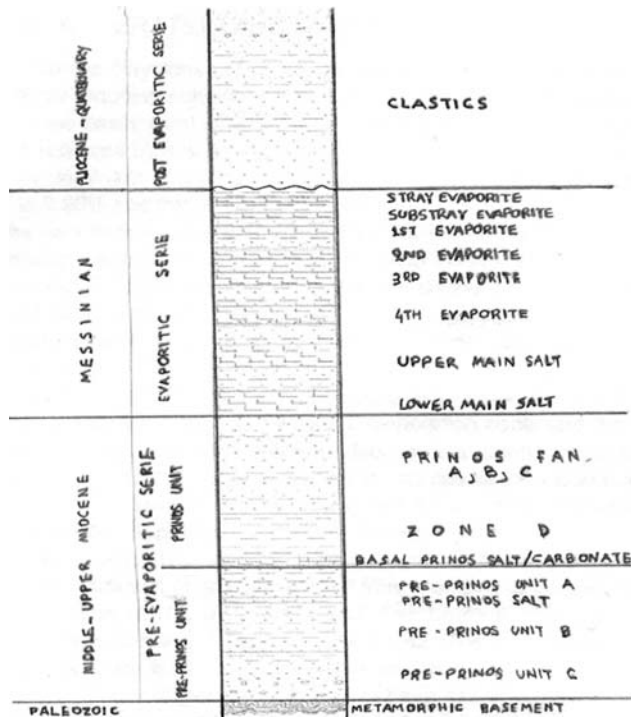 PLIOCENE-QUATERNARY
POST EVAPORITIC SERIE
CLASTICS
MESSINIAN
EVAPORITIC SERIE
STRAY EVAPORITE
SUBSTRAY EVAPORITE
1ST EVAPORITE
2ND EVAPORITE
3RD EVAPORITE
4TH EVAPORITE
UPPER MAIN SALT
LOWER MAIN SALT
MIDDLE-UPPER MIOCENE
PRE-EVAPORITIC SERIE
PRINOS UNIT
PRINOS FAN.
A, B, C
ZONE D
BASAL PRINOS SALT/CARBONATE
PRE-PRINOS UNIT
PRE-PRINOS UNIT A
PRE-PRINOS SALT
PRE-PRINOS UNIT B
PRE-PRINOS UNIT C
PALEOZOIC
METAMORPHIC BASEMENT